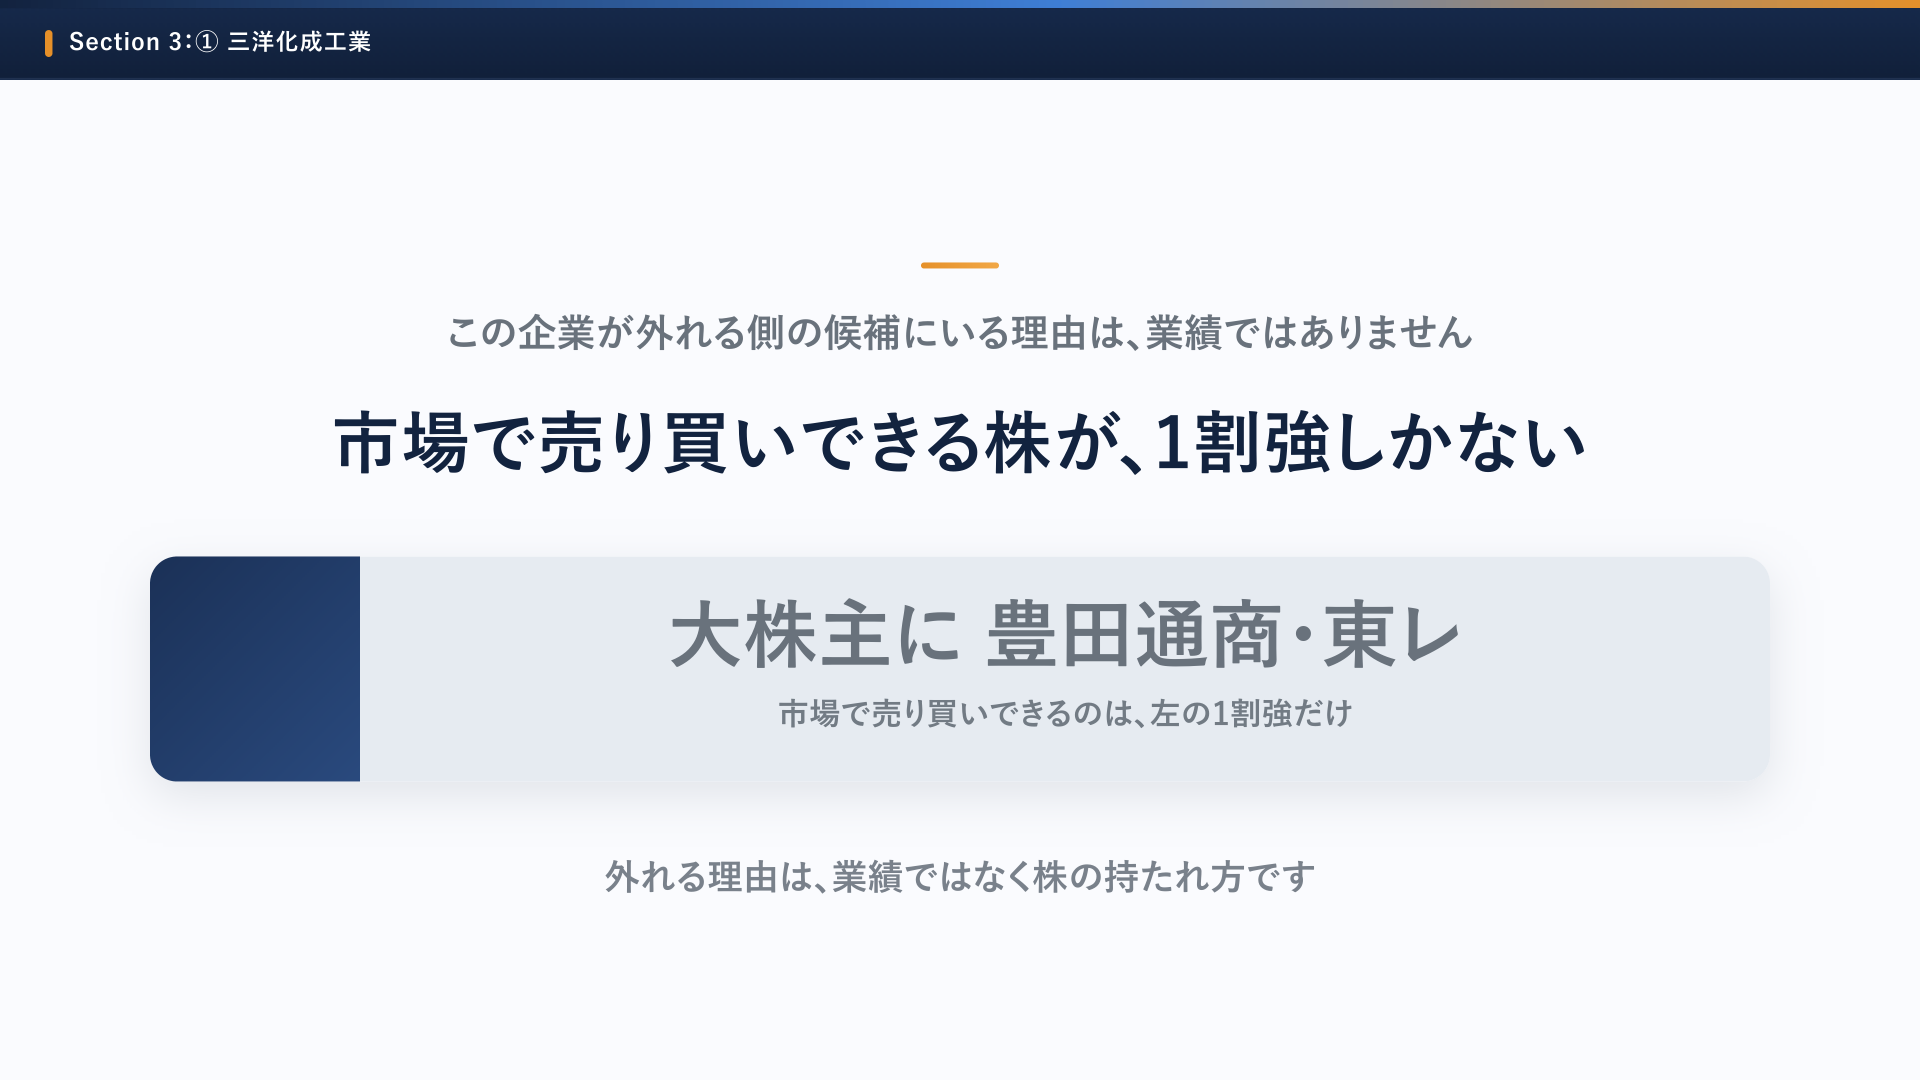 Section 3：① 三洋化成工業
この企業が外れる側の候補にいる理由は、業績ではありません
市場で売り買いできる株が、1割強しかない
大株主に 豊田通商・東レ
市場で売り買いできるのは、左の1割強だけ
外れる理由は、業績ではなく株の持たれ方です